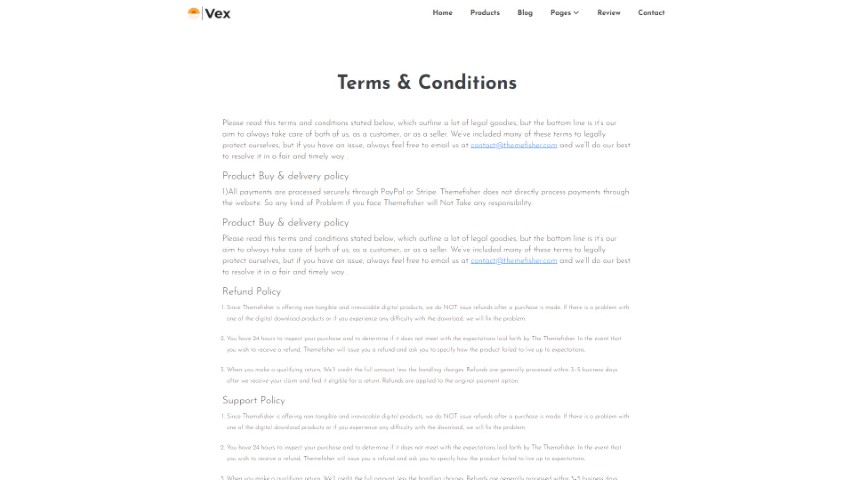 Vex
Home Products Blog Pages Review Contact
Terms & Conditions
Please read this terms and conditions stated below, which outline a lot of legal goodies, but the bottom line is it's our
aim to always take care of both of us, as a customer, or as a seller. We've included many of these terms to legally
protect ourselves, but if you have an issue, always feel free to email us at contact@themefisher.com and we'll do our best
to resolve it in a fair and timely way .
Product Buy & delivery policy
1)All payments are processed securely through PayPal or Stripe. Themefisher does not directly process payments through
the website. So any kind of Problem if you face Themefisher will Not Take any responsibility.
Product Buy & delivery policy
Please read this terms and conditions stated below, which outline a lot of legal goodies, but the bottom line is it's our
aim to always take care of both of us, as a customer, or as a seller. We've included many of these terms to legally
protect ourselves, but if you have an issue, always feel free to email us at contact@themefisher.com and we'll do our best
to resolve it in a fair and timely way .
Refund Policy
1. Since Themefisher is offering non tangible and irrevocable digital products, we do NOT issue refunds after a purchase is made. If there is a problem with
one of the digital download products or if you experience any difficulty with the download, we will fix the problem.
2. You have 24 hours to inspect your purchase and to determine if it does not meet with the expectations laid forth by The Themefisher. In the event that
you wish to receive a refund, Themefisher will issue you a refund and ask you to specify how the product failed to live up to expectations.
3. When you make a qualifying return, We'll credit the full amount, less the handling charges. Refunds are generally processed within 3–5 business days
after we receive your claim and find it eligible for a return. Refunds are applied to the original payment option.
Support Policy
1. Since Themefisher is offering non tangible and irrevocable digital products, we do NOT issue refunds after a purchase is made. If there is a problem with
one of the digital download products or if you experience any difficulty with the download, we will fix the problem.
2. You have 24 hours to inspect your purchase and to determine if it does not meet with the expectations laid forth by The Themefisher. In the event that
you wish to receive a refund, Themefisher will issue you a refund and ask you to specify how the product failed to live up to expectations.
3. When you make a qualifying return, We'll credit the full amount, less the handling charges. Refunds are generally processed within 3–5 business days